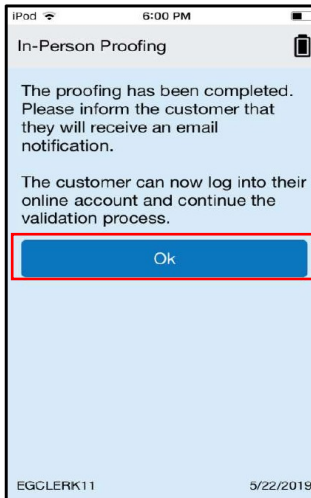 iPod 6:00 PM
In-Person Proofing
The proofing has been completed.
Please inform the customer that
they will receive an email
notification.
The customer can now log into their
online account and continue the
validation process.
Ok
EGCLERK11 5/22/2019